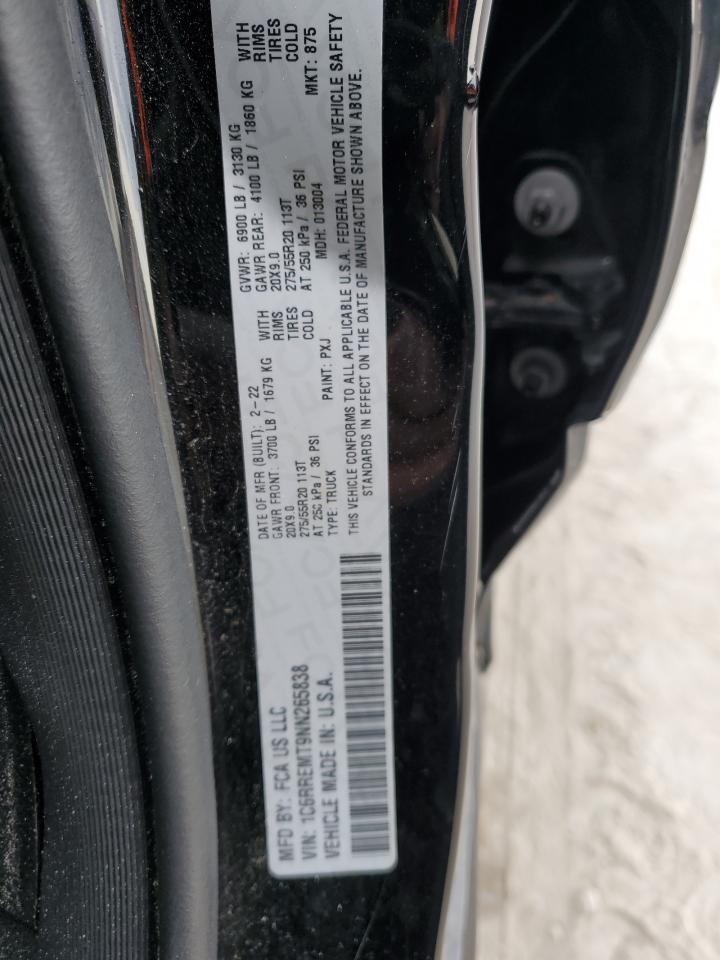 MFD BY: FCA US LLC
DATE OF MFR (BUILT): 2-22
GVWR: 6900 LB / 3130 KG
GAWR FRONT: 3700 LB / 1679 KG WITH
GAWR REAR: 4100 LB / 1860 KG WITH
20X9.0 RIMS
20X9.0 RIMS
275/55R20 113T TIRES
275/55R20 113T TIRES
AT 250 kPa / 36 PSI COLD
AT 250 kPa / 36 PSI COLD
VIN: 1C6RREMT9NN265838
TYPE: TRUCK PAINT: PXJ MDH: 013004 MKT: 875
VEHICLE MADE IN: U.S.A.
THIS VEHICLE CONFORMS TO ALL APPLICABLE U.S.A. FEDERAL MOTOR VEHICLE SAFETY
STANDARDS IN EFFECT ON THE DATE OF MANUFACTURE SHOWN ABOVE.